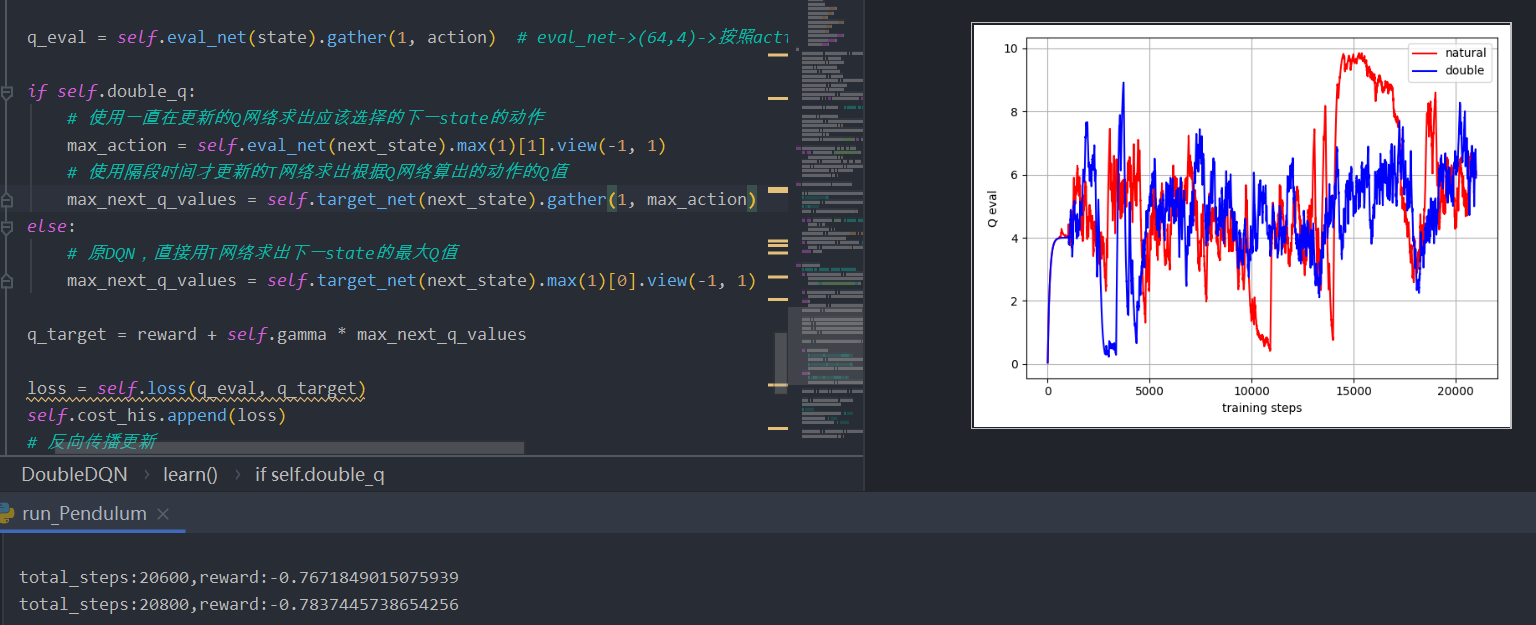 q_eval = self.eval_net(state).gather(1, action)  # eval_net->(64,4)->按照acti
if self.double_q:
# 使用一直在更新的Q网络求出应该选择的下一state的动作
max_action = self.eval_net(next_state).max(1)[1].view(-1, 1)
# 使用隔段时间才更新的T网络求出根据Q网络算出的动作的Q值
max_next_q_values = self.target_net(next_state).gather(1, max_action)
else:
# 原DQN，直接用T网络求出下一state的最大Q值
max_next_q_values = self.target_net(next_state).max(1)[0].view(-1, 1)
q_target = reward + self.gamma * max_next_q_values
loss = self.loss(q_eval, q_target)
self.cost_his.append(loss)
# 反向传播更新
DoubleDQN > learn() > if self.double_q
run_Pendulum ×
total_steps:20600,reward:-0.7671849015075939
total_steps:20800,reward:-0.7837445738654256
natural
double
10
8
6
4
2
0
Q eval
0 5000 10000 15000 20000
training steps